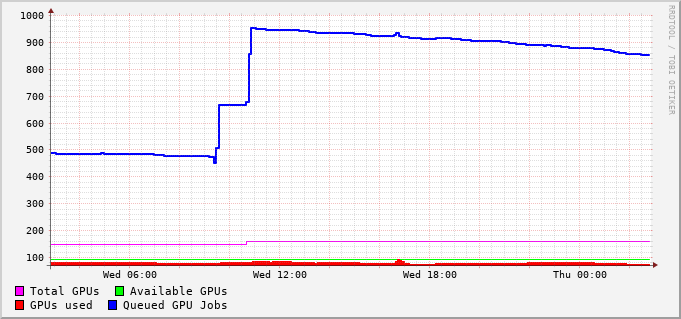 1000
900
800
700
600
500
400
300
200
100
Wed 06:00 Wed 12:00 Wed 18:00 Thu 00:00
Total GPUs Available GPUs
GPUs used Queued GPU Jobs
RRDTOOL / TOBI OETIKER